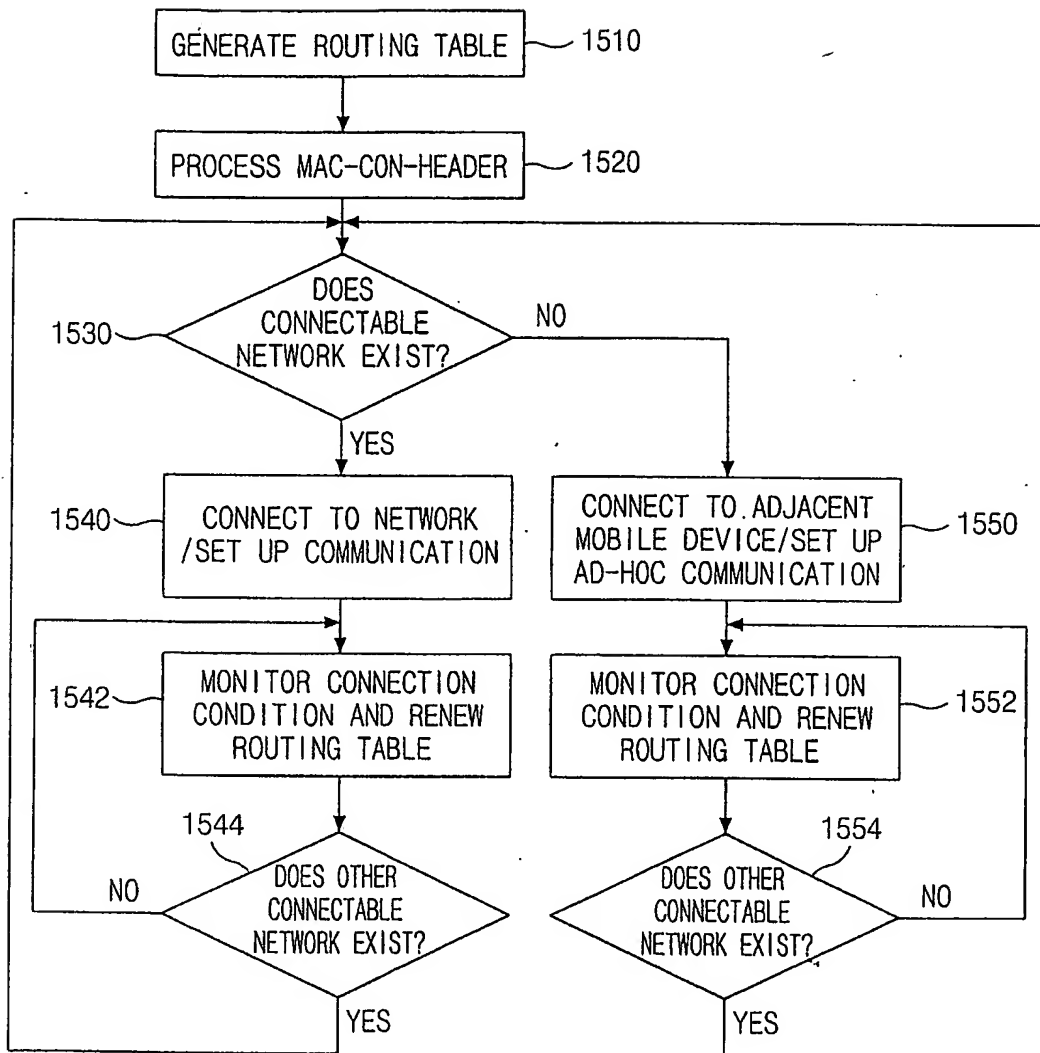 GENERATE ROUTING TABLE
1510
PROCESS MAC-CON-HEADER
1520
DOES
CONNECTABLE
NETWORK EXIST?
1530
NO
YES
1540
CONNECT TO NETWORK
/SET UP COMMUNICATION
CONNECT TO ADJACENT
MOBILE DEVICE/SET UP
AD-HOC COMMUNICATION
1550
1542
MONITOR CONNECTION
CONDITION AND RENEW
ROUTING TABLE
MONITOR CONNECTION
CONDITION AND RENEW
ROUTING TABLE
1552
1544
NO
DOES OTHER
CONNECTABLE
NETWORK EXIST?
YES
1554
DOES OTHER
CONNECTABLE
NETWORK EXIST?
NO
YES